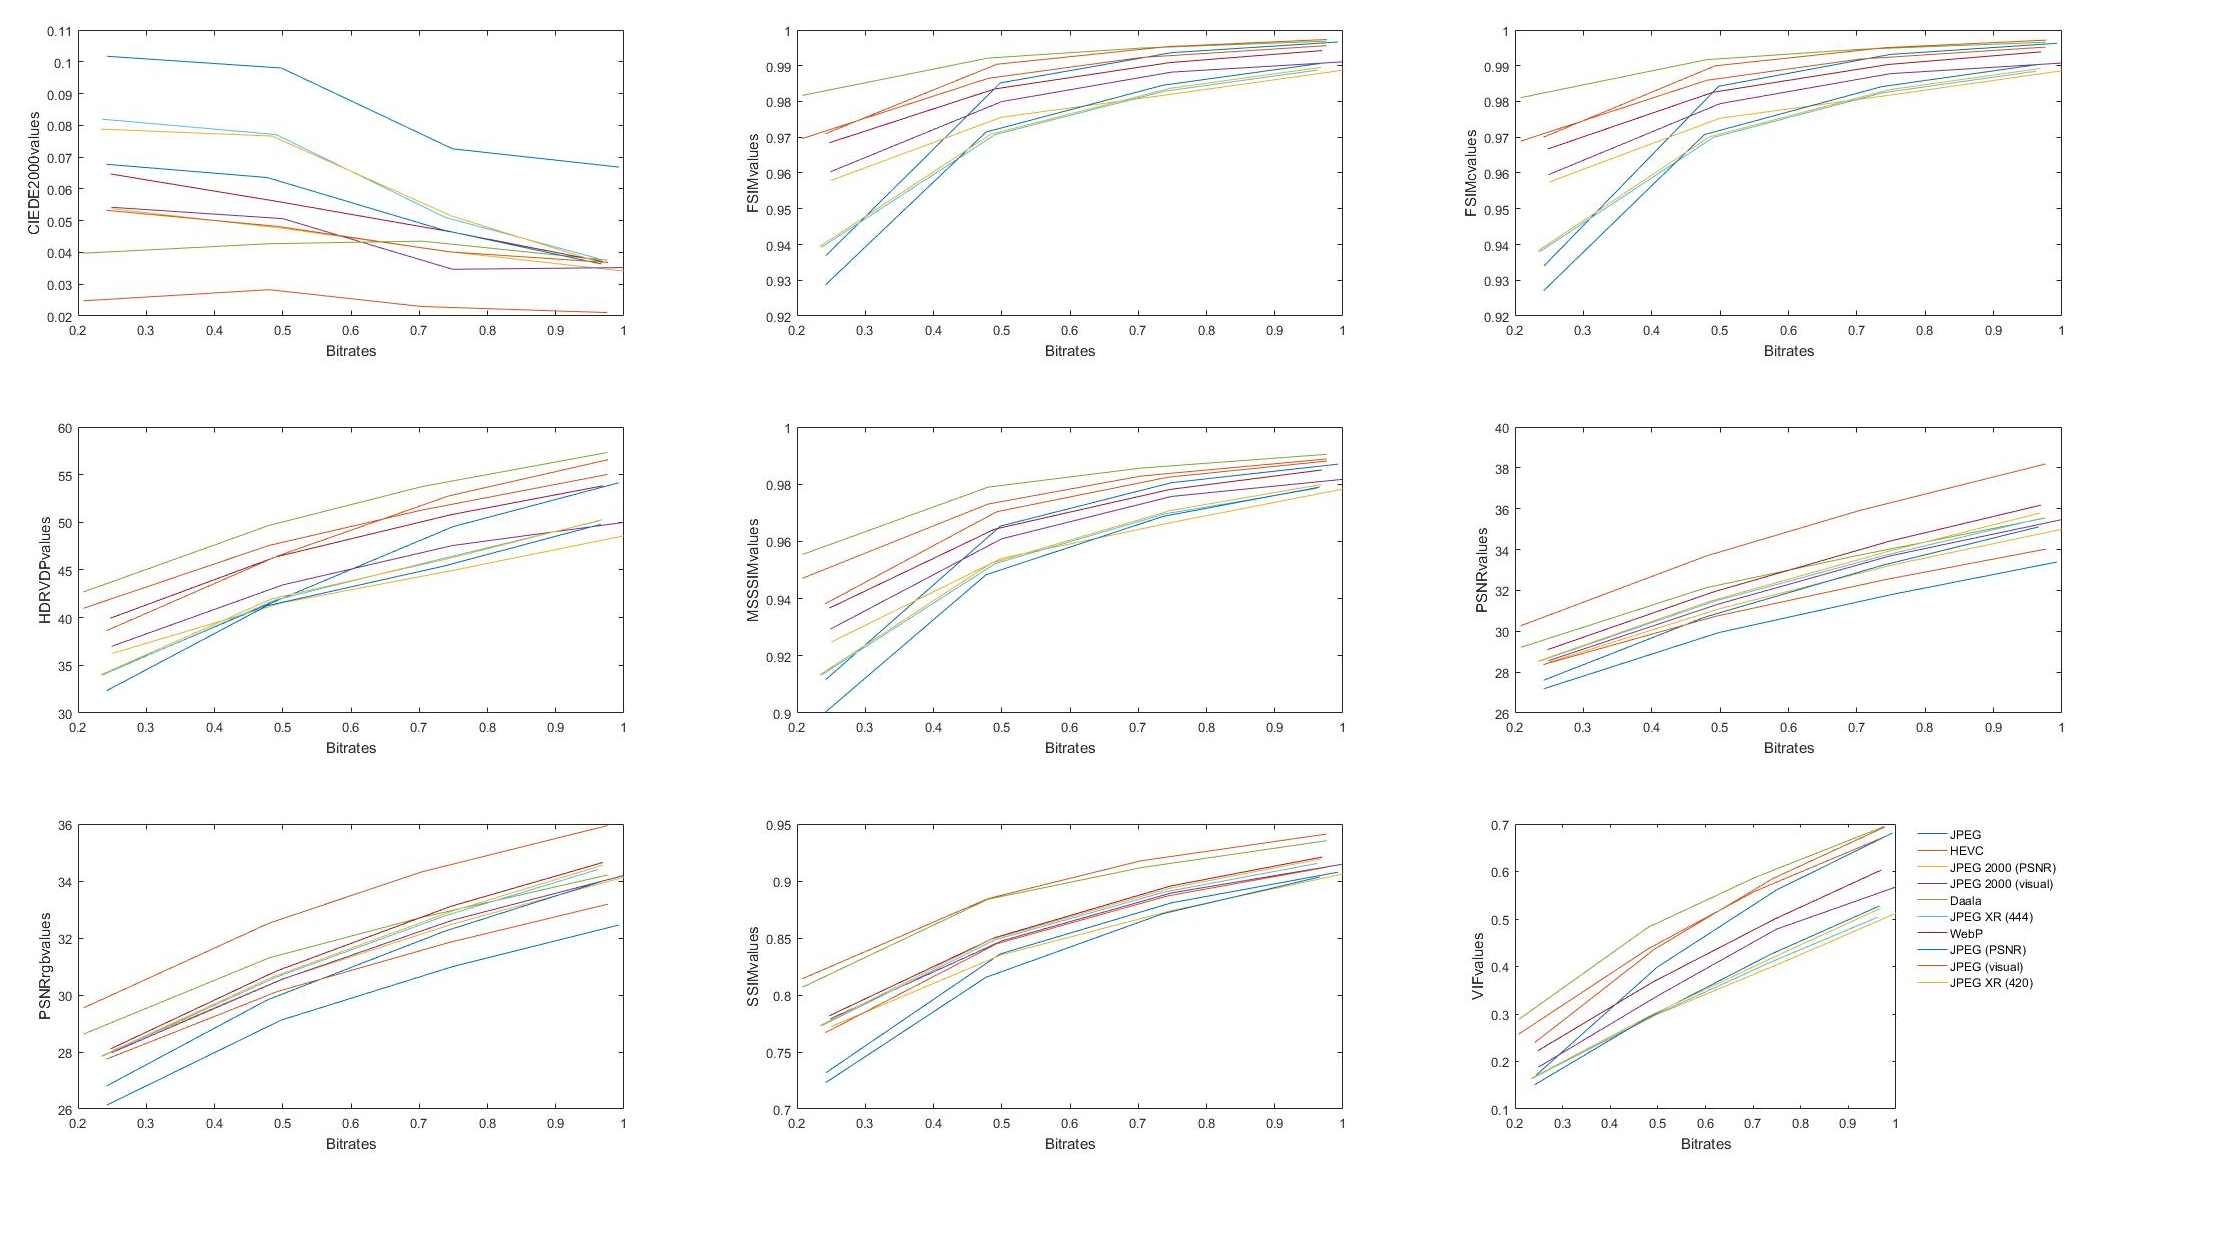 0.11
0.1
0.09
0.08
0.07
0.06
0.05
0.04
0.03
0.02
CIEDE2000values
0.2 0.3 0.4 0.5 0.6 0.7 0.8 0.9 1
Bitrates
1
0.99
0.98
0.97
0.96
0.95
0.94
0.93
0.92
FSIMvalues
0.2 0.3 0.4 0.5 0.6 0.7 0.8 0.9 1
Bitrates
1
0.99
0.98
0.97
0.96
0.95
0.94
0.93
0.92
FSIMcvalues
0.2 0.3 0.4 0.5 0.6 0.7 0.8 0.9 1
Bitrates
60
55
50
45
40
35
30
HDRVDPvalues
0.2 0.3 0.4 0.5 0.6 0.7 0.8 0.9 1
Bitrates
1
0.98
0.96
0.94
0.92
0.9
MSSSIMvalues
0.2 0.3 0.4 0.5 0.6 0.7 0.8 0.9 1
Bitrates
40
38
36
34
32
30
28
26
PSNRvalues
0.2 0.3 0.4 0.5 0.6 0.7 0.8 0.9 1
Bitrates
36
34
32
30
28
26
PSNRrgbvalues
0.2 0.3 0.4 0.5 0.6 0.7 0.8 0.9 1
Bitrates
0.95
0.9
0.85
0.8
0.75
0.7
SSIMvalues
0.2 0.3 0.4 0.5 0.6 0.7 0.8 0.9 1
Bitrates
0.7
0.6
0.5
0.4
0.3
0.2
0.1
VIFvalues
0.2 0.3 0.4 0.5 0.6 0.7 0.8 0.9 1
Bitrates
JPEG
HEVC
JPEG 2000 (PSNR)
JPEG 2000 (visual)
Daala
JPEG XR (444)
WebP
JPEG (PSNR)
JPEG (visual)
JPEG XR (420)